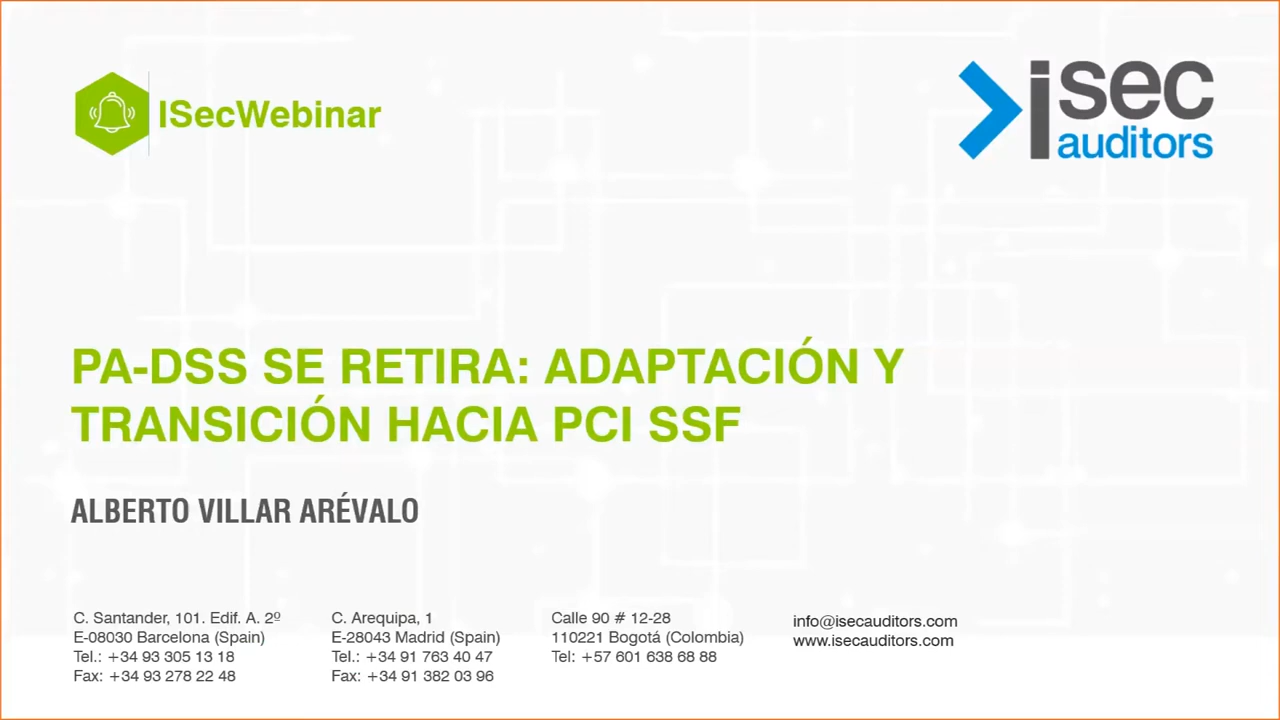 ISecWebinar
isec
auditors
PA-DSS SE RETIRA: ADAPTACIÓN Y
TRANSICIÓN HACIA PCI SSF
ALBERTO VILLAR ARÉVALO
C. Santander, 101. Edif. A. 2º
E-08030 Barcelona (Spain)
Tel.: +34 93 305 13 18
Fax: +34 93 278 22 48
C. Arequipa, 1
E-28043 Madrid (Spain)
Tel.: +34 91 763 40 47
Fax: +34 91 382 03 96
Calle 90 # 12-28
110221 Bogotá (Colombia)
Tel: +57 601 638 68 88
info@isecauditors.com
www.isecauditors.com